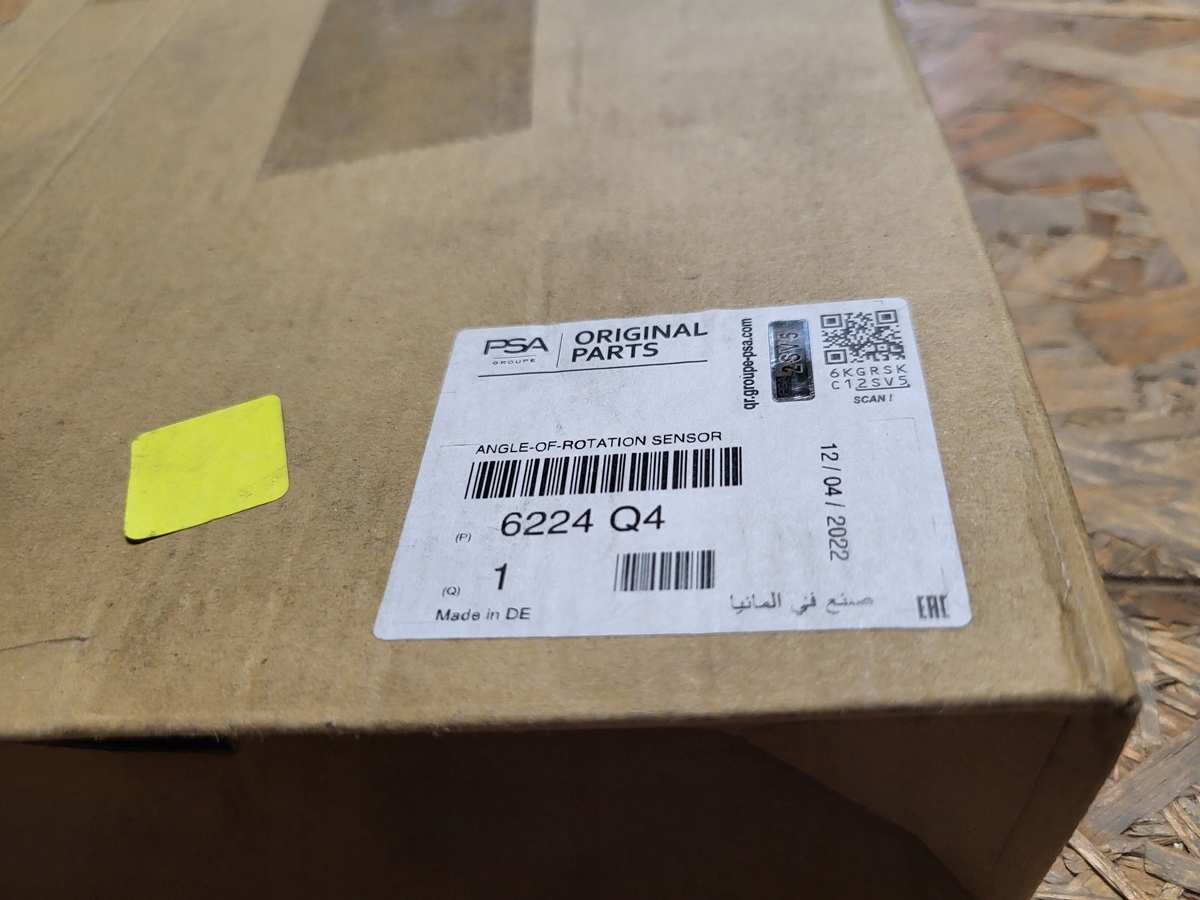 PSA
GROUPE
ORIGINAL
PARTS
qr.groupe-psa.com
2SV5
6KGRSK
C12SV5
SCAN !
ANGLE-OF-ROTATION SENSOR
(P) 6224 Q4
12 / 04 / 2022
(Q) 1
Made in DE
صنع في المانيا
EAC